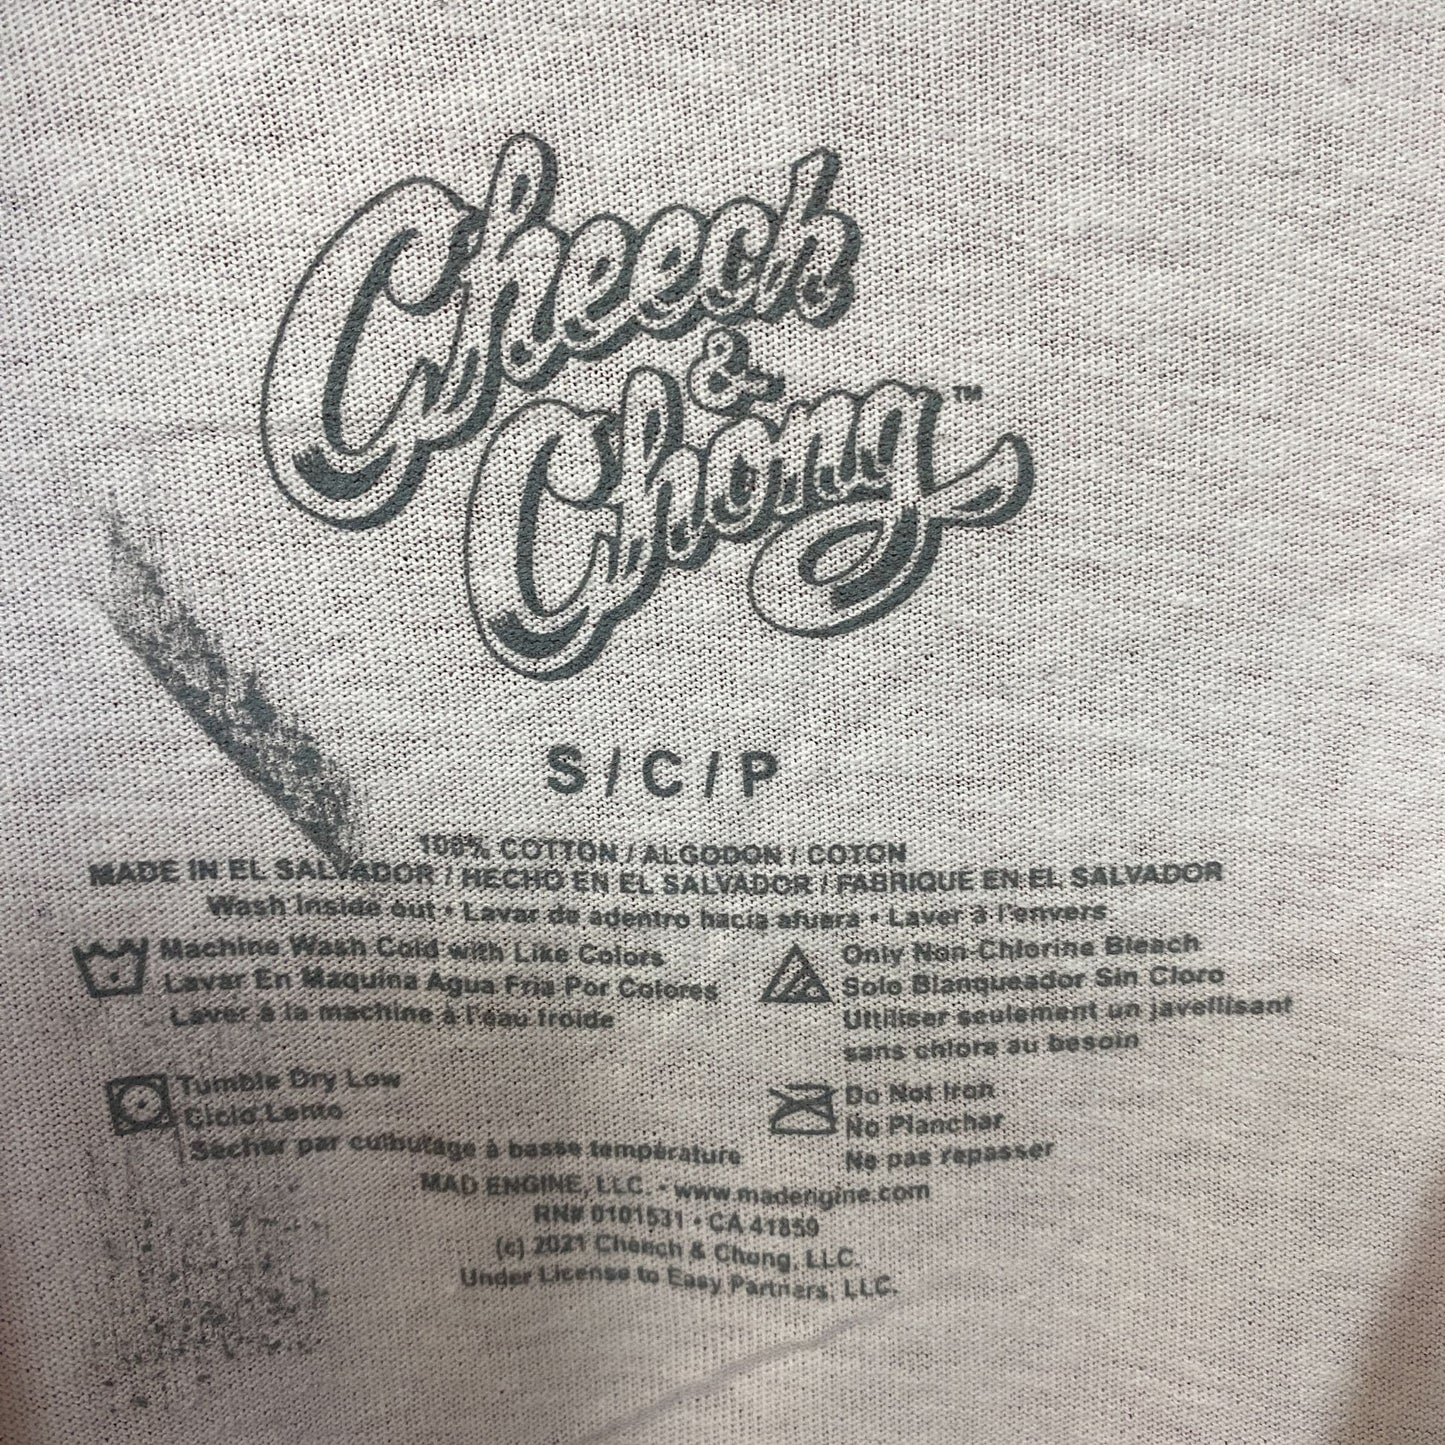 Cheech
&
Chong™
S / C / P
100% COTTON / ALGODON / COTON
MADE IN EL SALVADOR / HECHO EN EL SALVADOR / FABRIQUE EN EL SALVADOR
Wash Inside out • Lavar de adentro hacia afuera • Laver à l'envers
Machine Wash Cold with Like Colors
Lavar En Maquina Agua Fria Por Colores
Laver à la machine à l'eau froide
Only Non-Chlorine Bleach
Solo Blanqueador Sin Cloro
Uttiliser seulement un javellisant
sans chlore au besoin
Tumble Dry Low
Ciclo Lento
Sècher par culbutage à basse température
Do Not Iron
No Planchar
Ne pas repasser
MAD ENGINE, LLC. - www.madengine.com
RN# 0101531 • CA 41859
(c) 2021 Cheech & Chong, LLC.
Under License to Easy Partners, LLC.